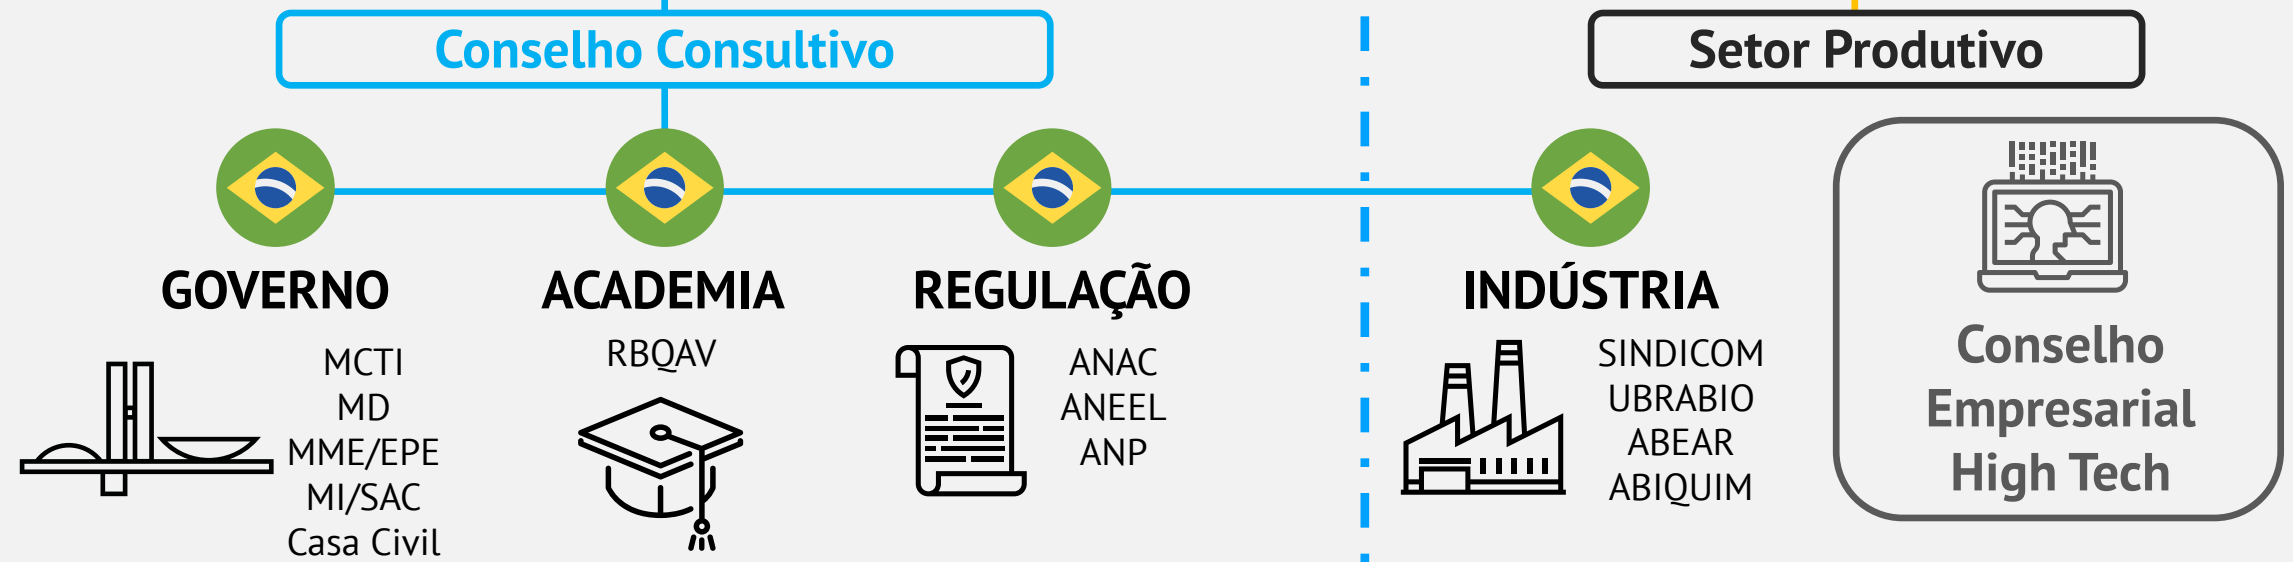 Conselho Consultivo
Setor Produtivo
GOVERNO
MCTI
MD
MME/EPE
MI/SAC
Casa Civil
ACADEMIA
RBQAV
REGULAÇÃO
ANAC
ANEEL
ANP
INDÚSTRIA
SINDICOM
UBRABIO
ABEAR
ABIQUIM
Conselho
Empresarial
High Tech